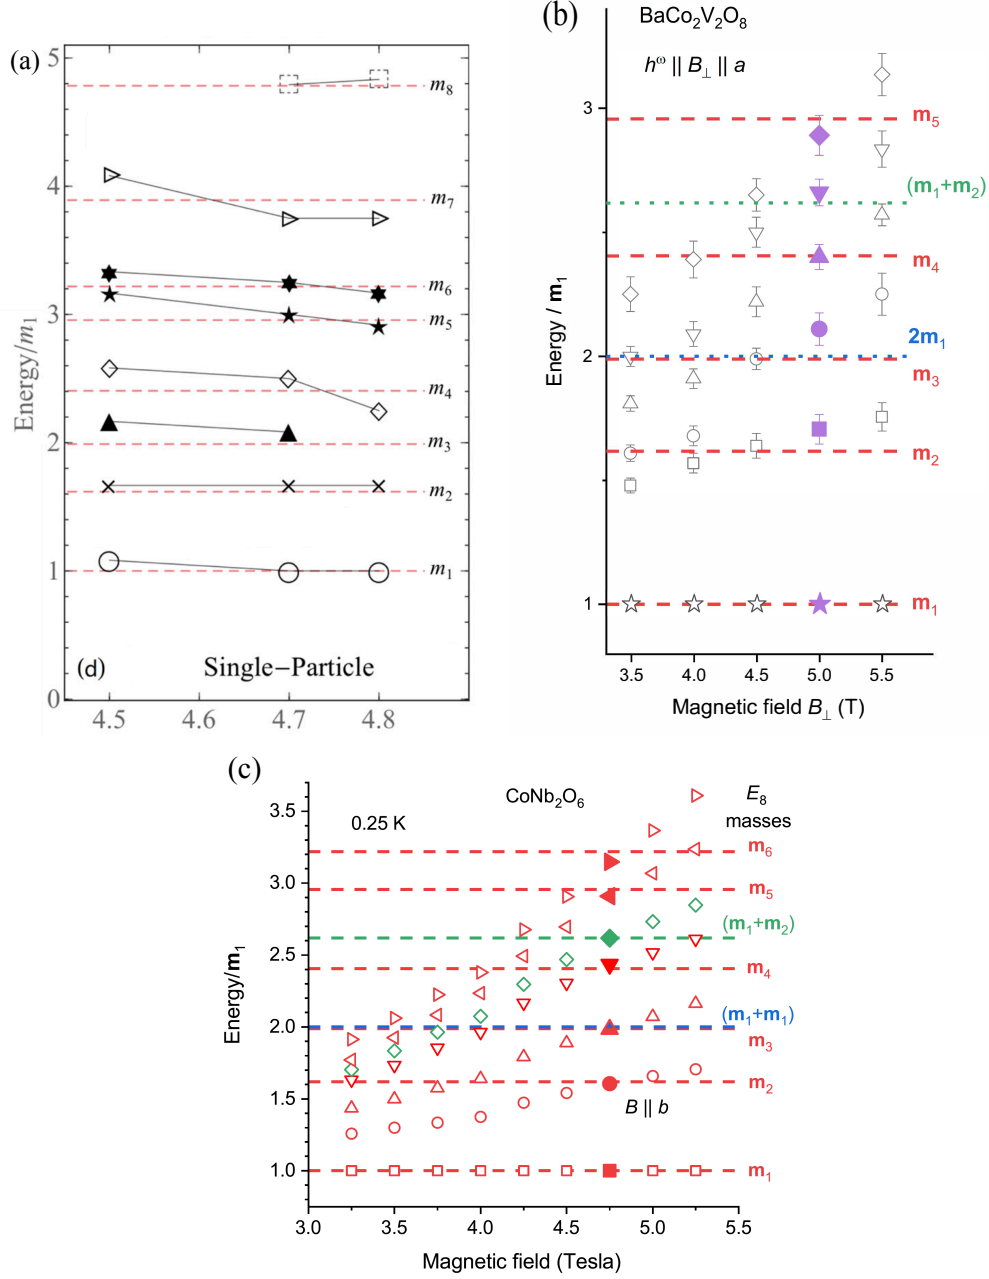 (a)
5
4
3
2
1
0
Energy/m₁
m₈
m₇
m₆
m₅
m₄
m₃
m₂
m₁
(d)
Single−Particle
4.5 4.6 4.7 4.8
(b)
BaCo₂V₂O₈
hᵚ || B⊥ || a
3
2
1
Energy / m₁
m₅
(m₁+m₂)
m₄
2m₁
m₃
m₂
m₁
3.5 4.0 4.5 5.0 5.5
Magnetic field B⊥ (T)
(c)
CoNb₂O₆
E₈
masses
0.25 K
3.5
3.0
2.5
2.0
1.5
1.0
Energy/m₁
m₆
m₅
(m₁+m₂)
m₄
(m₁+m₁)
m₃
m₂
B || b
m₁
3.0 3.5 4.0 4.5 5.0 5.5
Magnetic field (Tesla)